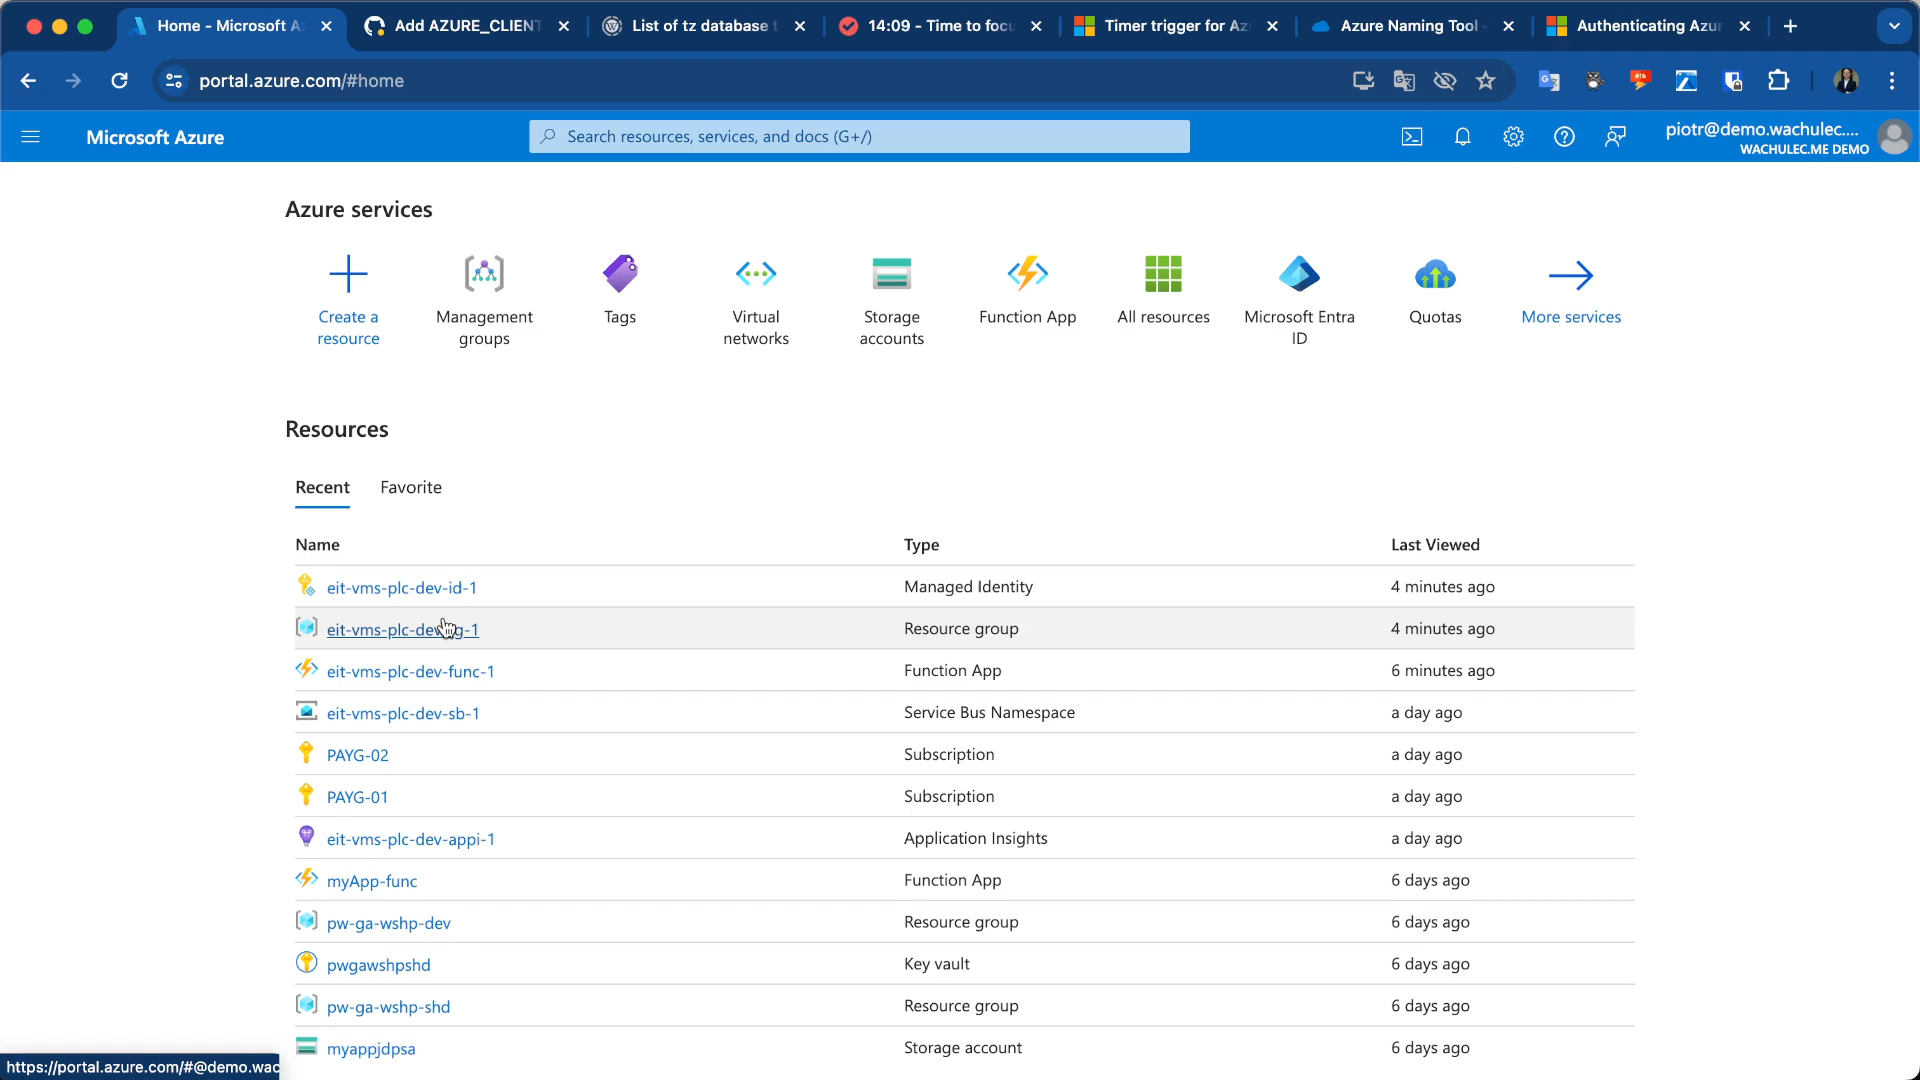 Home - Microsoft A
Add AZURE_CLIENT
List of tz database
14:09 - Time to focu
Timer trigger for Az
Azure Naming Tool -
Authenticating Azur
portal.azure.com/#home
Microsoft Azure
Search resources, services, and docs (G+/)
piotr@demo.wachulec....
WACHULEC.ME DEMO
Azure services
Create a resource
Management groups
Tags
Virtual networks
Storage accounts
Function App
All resources
Microsoft Entra ID
Quotas
More services
Resources
Recent Favorite
Name Type Last Viewed
eit-vms-plc-dev-id-1 Managed Identity 4 minutes ago
eit-vms-plc-dev-rg-1 Resource group 4 minutes ago
eit-vms-plc-dev-func-1 Function App 6 minutes ago
eit-vms-plc-dev-sb-1 Service Bus Namespace a day ago
PAYG-02 Subscription a day ago
PAYG-01 Subscription a day ago
eit-vms-plc-dev-appi-1 Application Insights a day ago
myApp-func Function App 6 days ago
pw-ga-wshp-dev Resource group 6 days ago
pwgawshpshd Key vault 6 days ago
pw-ga-wshp-shd Resource group 6 days ago
myappjdpsa Storage account 6 days ago
https://portal.azure.com/#@demo.wac